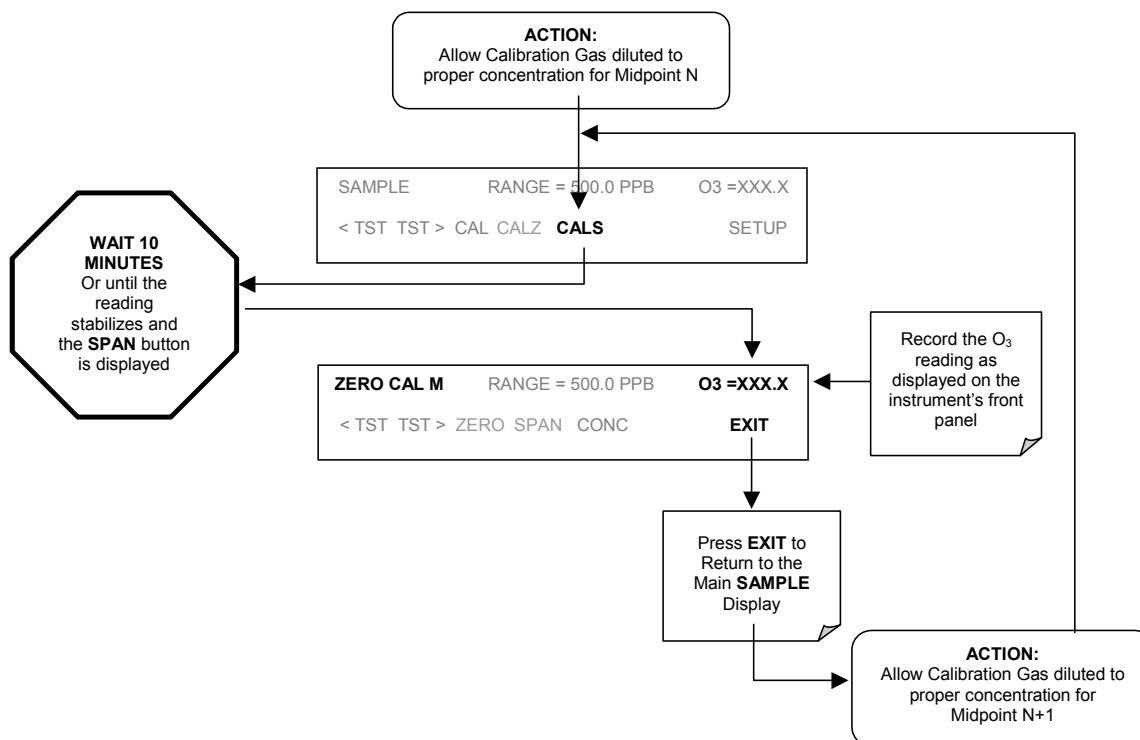 ACTION:
Allow Calibration Gas diluted to
proper concentration for Midpoint N
SAMPLE RANGE = 500.0 PPB O3 =XXX.X
< TST TST > CAL CALZ CALS SETUP
WAIT 10
MINUTES
Or until the
reading
stabilizes and
the SPAN button
is displayed
ZERO CAL M RANGE = 500.0 PPB O3 =XXX.X
< TST TST > ZERO SPAN CONC EXIT
Record the O₃
reading as
displayed on the
instrument’s front
panel
Press EXIT to
Return to the
Main SAMPLE
Display
ACTION:
Allow Calibration Gas diluted to
proper concentration for
Midpoint N+1